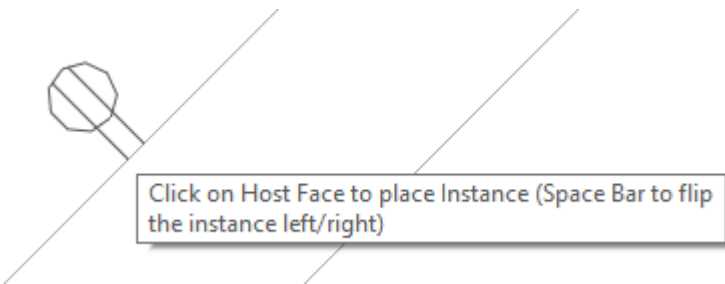 Click on Host Face to place Instance (Space Bar to flip
the instance left/right)